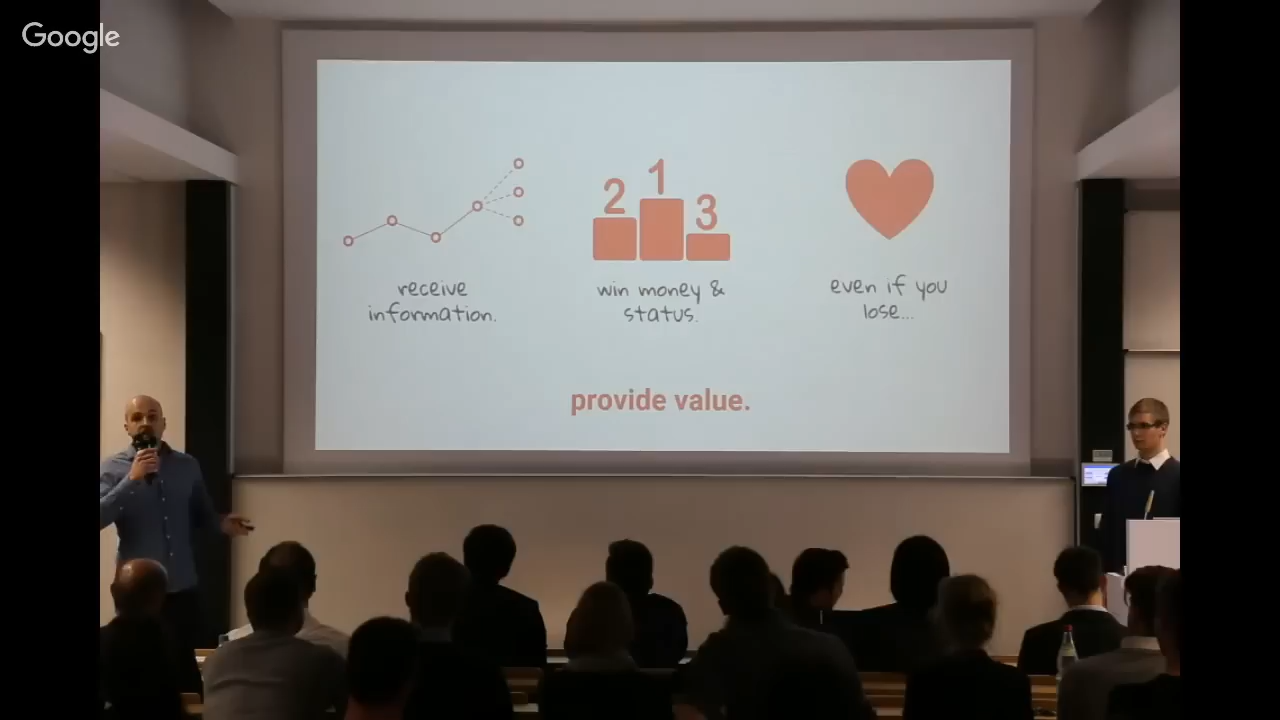 Google
2 1 3
receive
information.
win money &
status.
even if you
lose...
provide value.